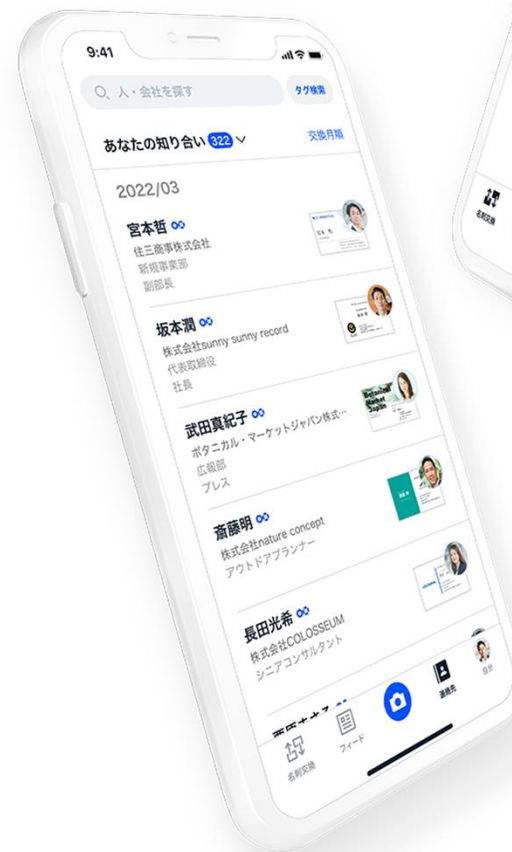 9:41
人・会社を探す
タグ検索
あなたの知り合い 322
交換月順
2022/03
宮本哲
住三商事株式会社
新規事業部
副部長
坂本潤
株式会社sunny sunny record
代表取締役
社長
武田真紀子
ボタニカル・マーケットジャパン株式…
広報部
プレス
Botanical
Market
Japan
斎藤明
株式会社nature concept
アウトドアプランナー
長田光希
株式会社COLOSSEUM
シニアコンサルタント
名刺交換
フィード
連絡先
自分
名刺交換